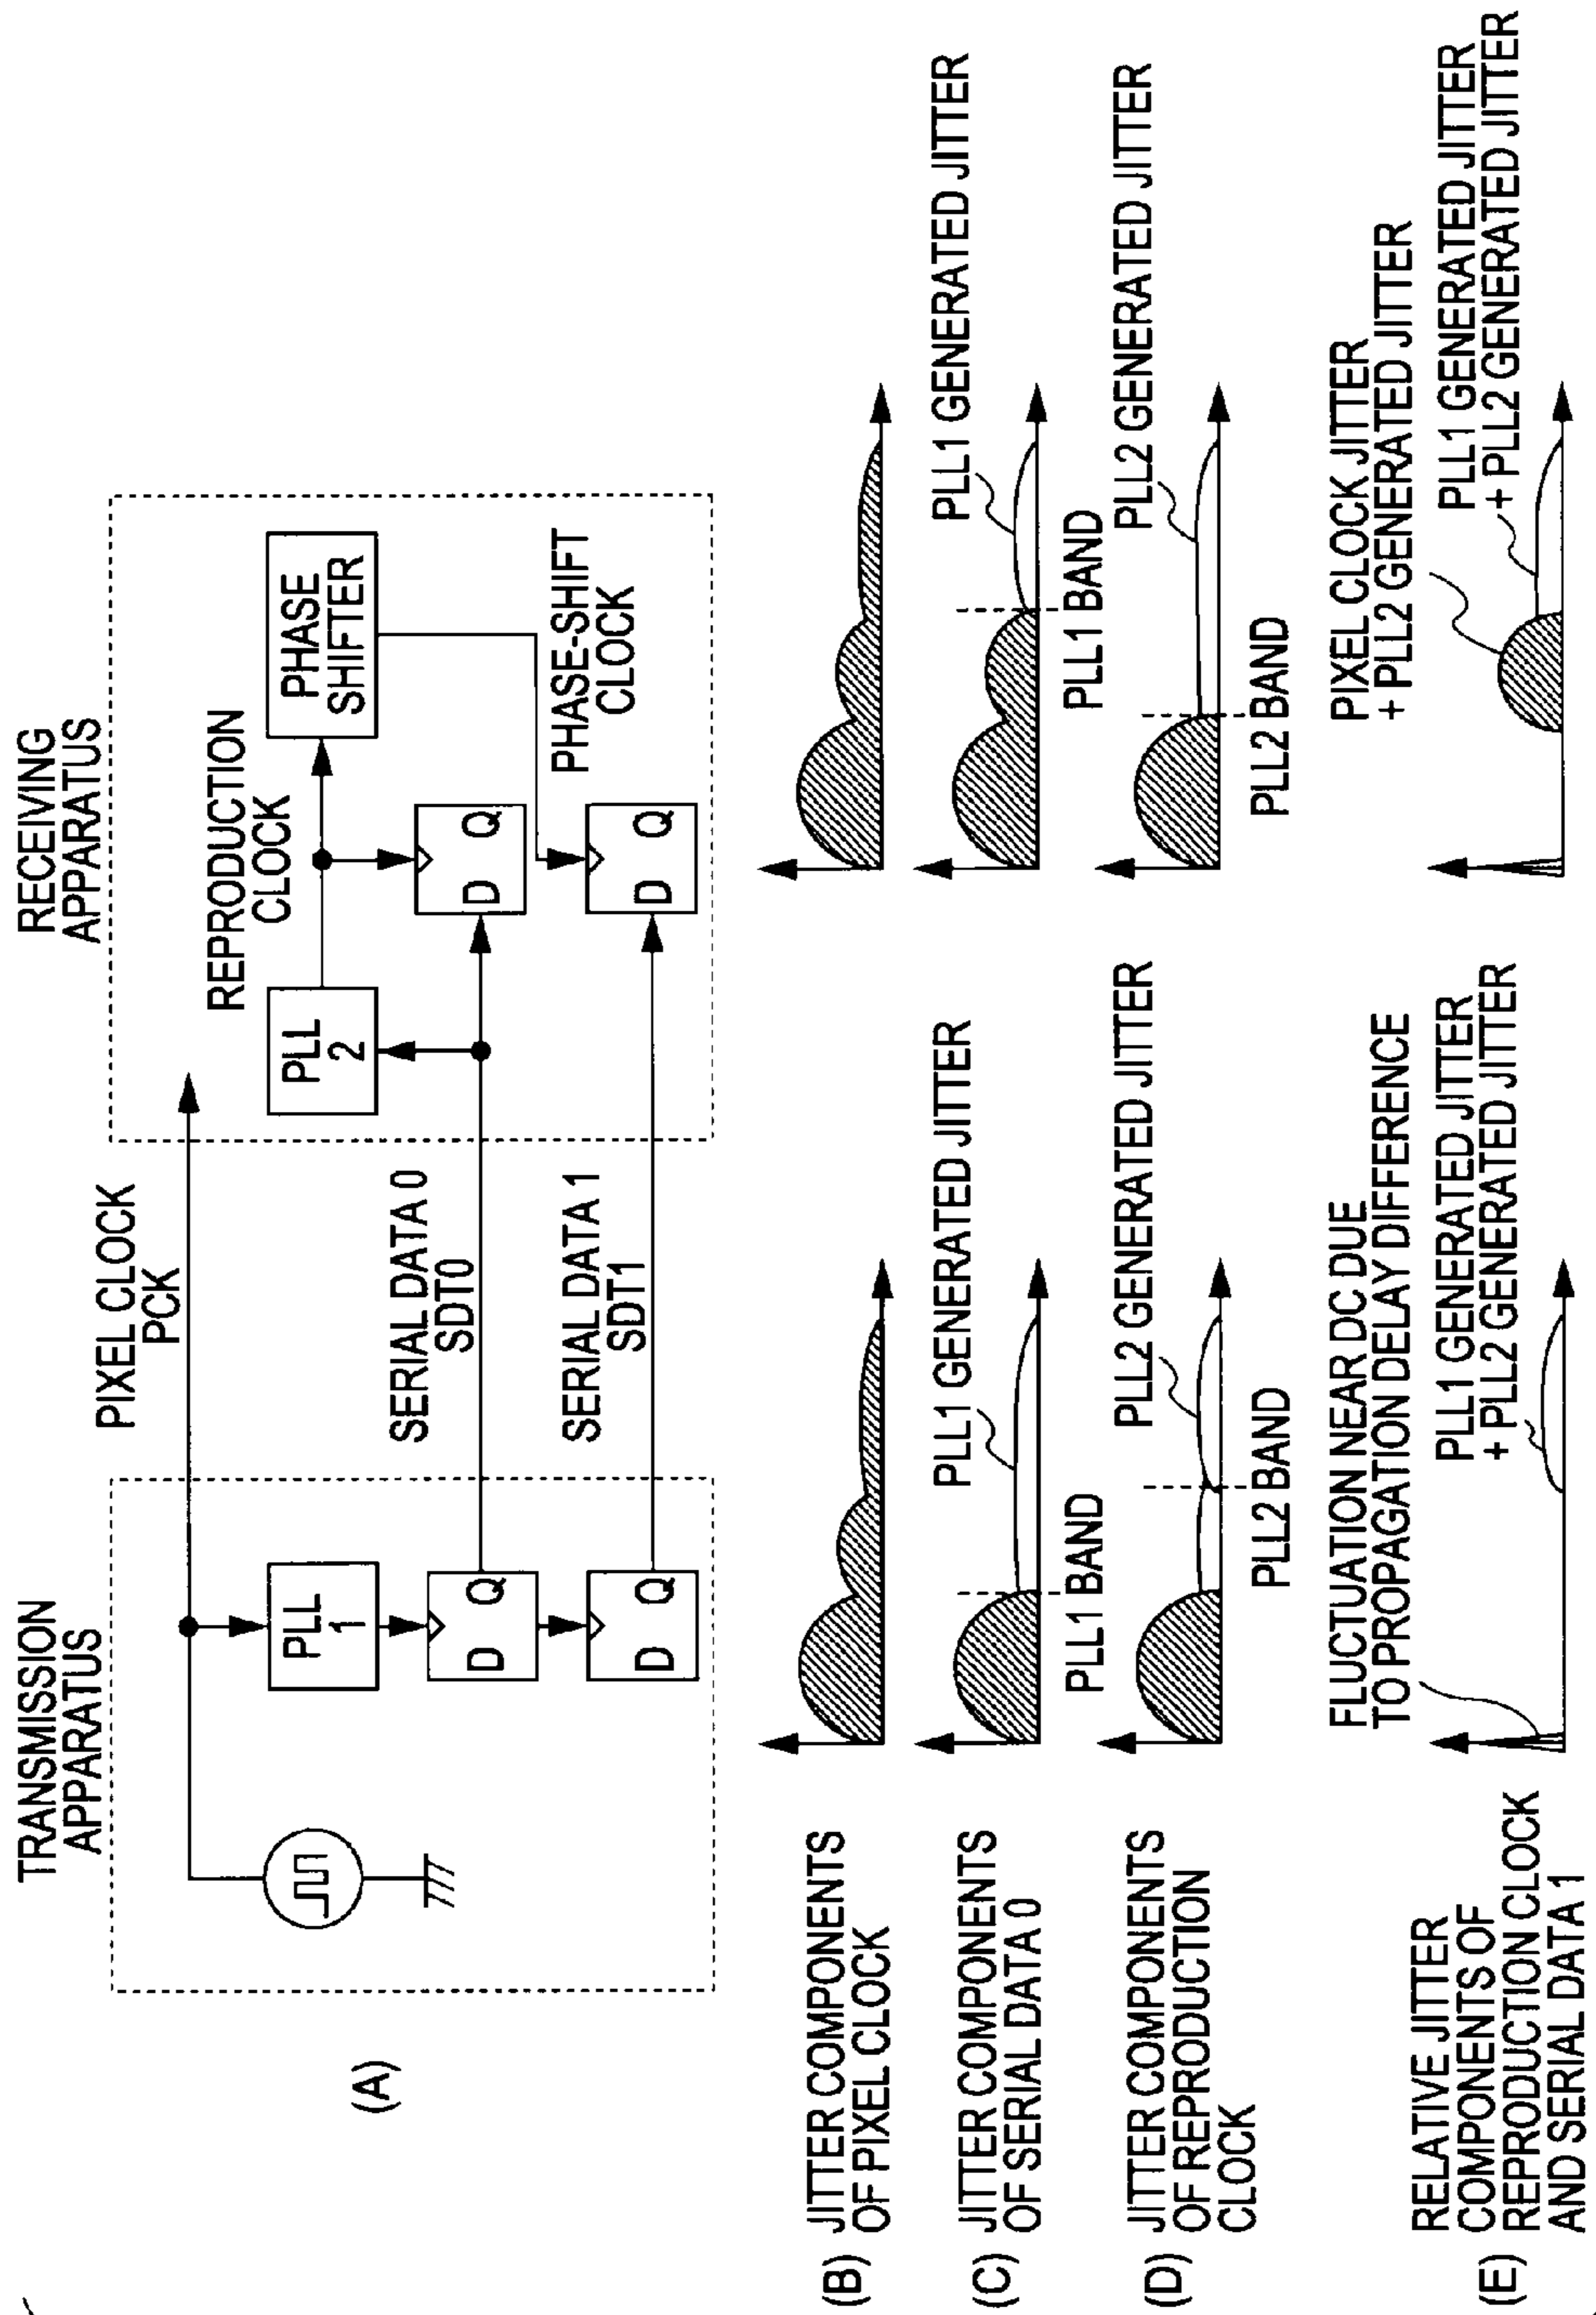 TRANSMISSION
APPARATUS
RECEIVING
APPARATUS
(A)
PIXEL CLOCK
PCK
PLL
1
D Q
D Q
SERIAL DATA 0
SDT0
SERIAL DATA 1
SDT1
PLL
2
REPRODUCTION
CLOCK
PHASE
SHIFTER
D Q
D Q
PHASE-SHIFT
CLOCK
(B) JITTER COMPONENTS
OF PIXEL CLOCK
(C) JITTER COMPONENTS
OF SERIAL DATA 0
PLL1 GENERATED JITTER
PLL1 BAND
PLL1 GENERATED JITTER
PLL1 BAND
(D) JITTER COMPONENTS
OF REPRODUCTION
CLOCK
PLL2 GENERATED JITTER
PLL2 BAND
PLL2 GENERATED JITTER
PLL2 BAND
(E) RELATIVE JITTER
COMPONENTS OF
REPRODUCTION CLOCK
AND SERIAL DATA 1
FLUCTUATION NEAR DC DUE
TO PROPAGATION DELAY DIFFERENCE
PLL1 GENERATED JITTER
+ PLL2 GENERATED JITTER
PIXEL CLOCK JITTER
+ PLL2 GENERATED JITTER
PLL1 GENERATED JITTER
+ PLL2 GENERATED JITTER